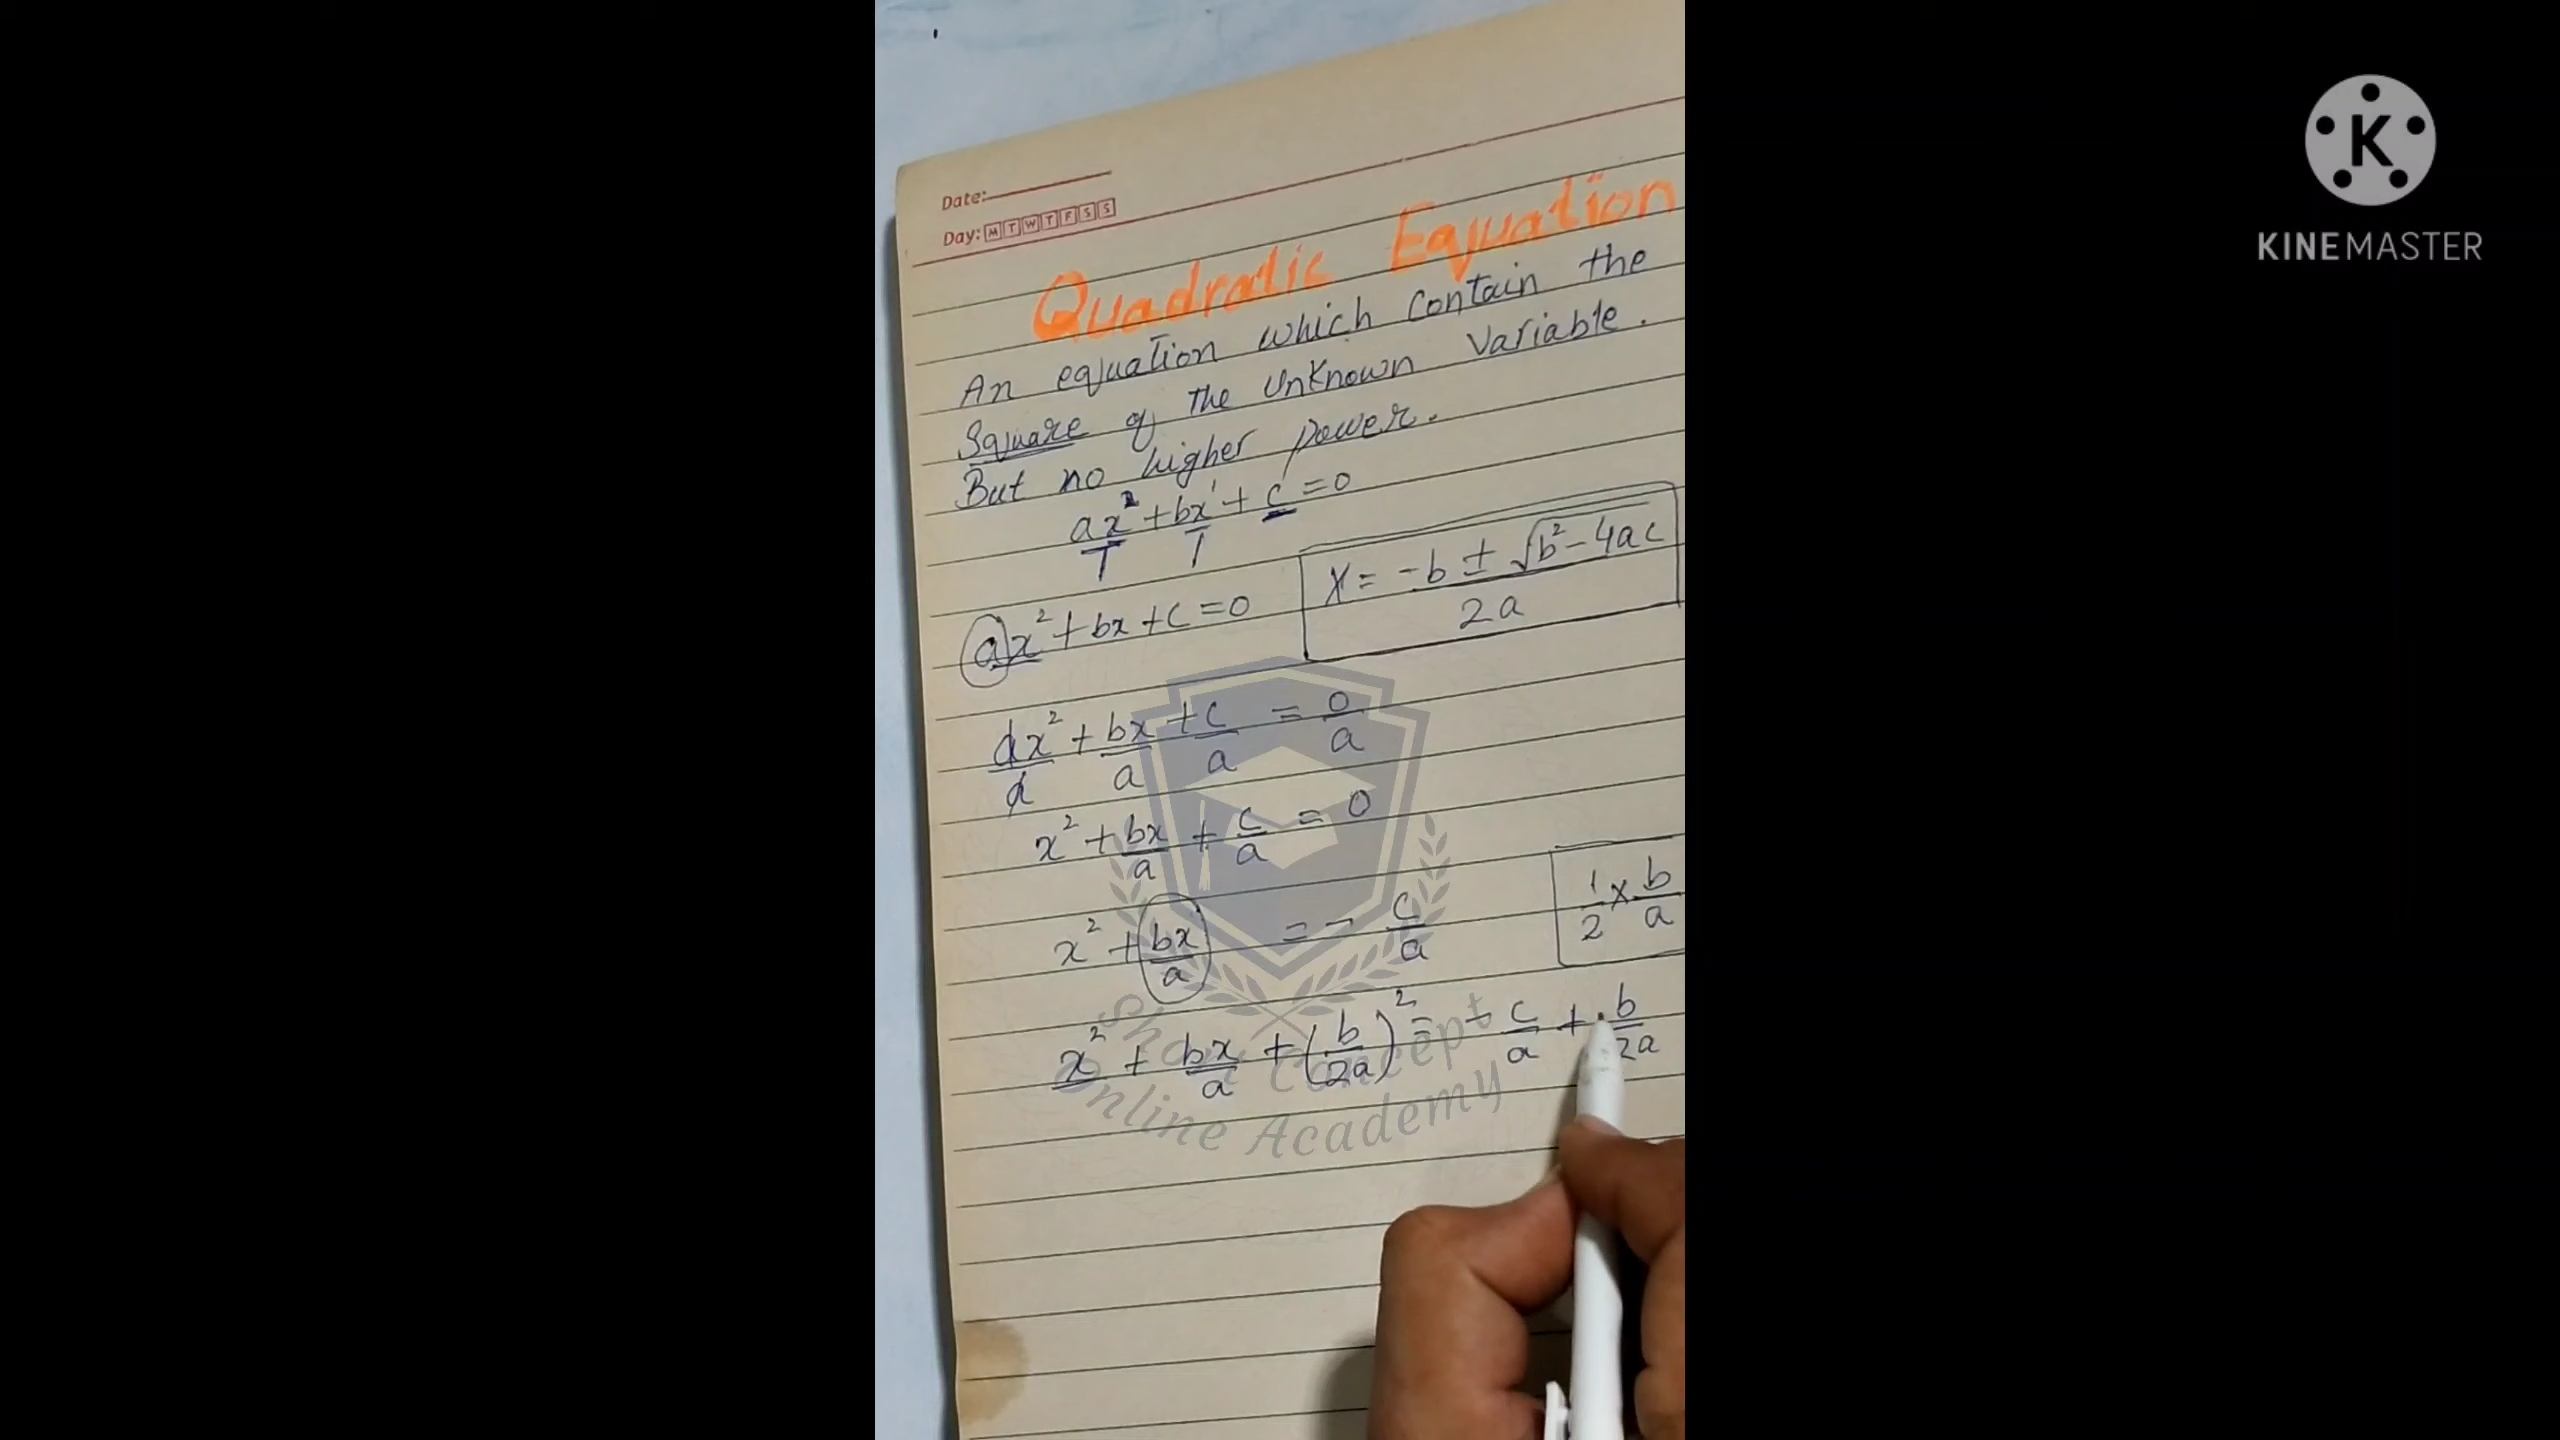 K
KINEMASTER
Date:
Day: M T W T F S S
Quadratic Equation
An equation which contain the
Square of the unknown variable.
But no higher power.
ax² + bx¹ + c = 0
ax² + bx + c = 0
x = -b ± √b² - 4ac / 2a
ax²/a + bx/a + c/a = 0/a
x² + bx/a + c/a = 0
x² + bx/a = - c/a
1/2 × b/a
x² + bx/a + (b/2a)² = - c/a + b/2a
Short Concept
Online Academy